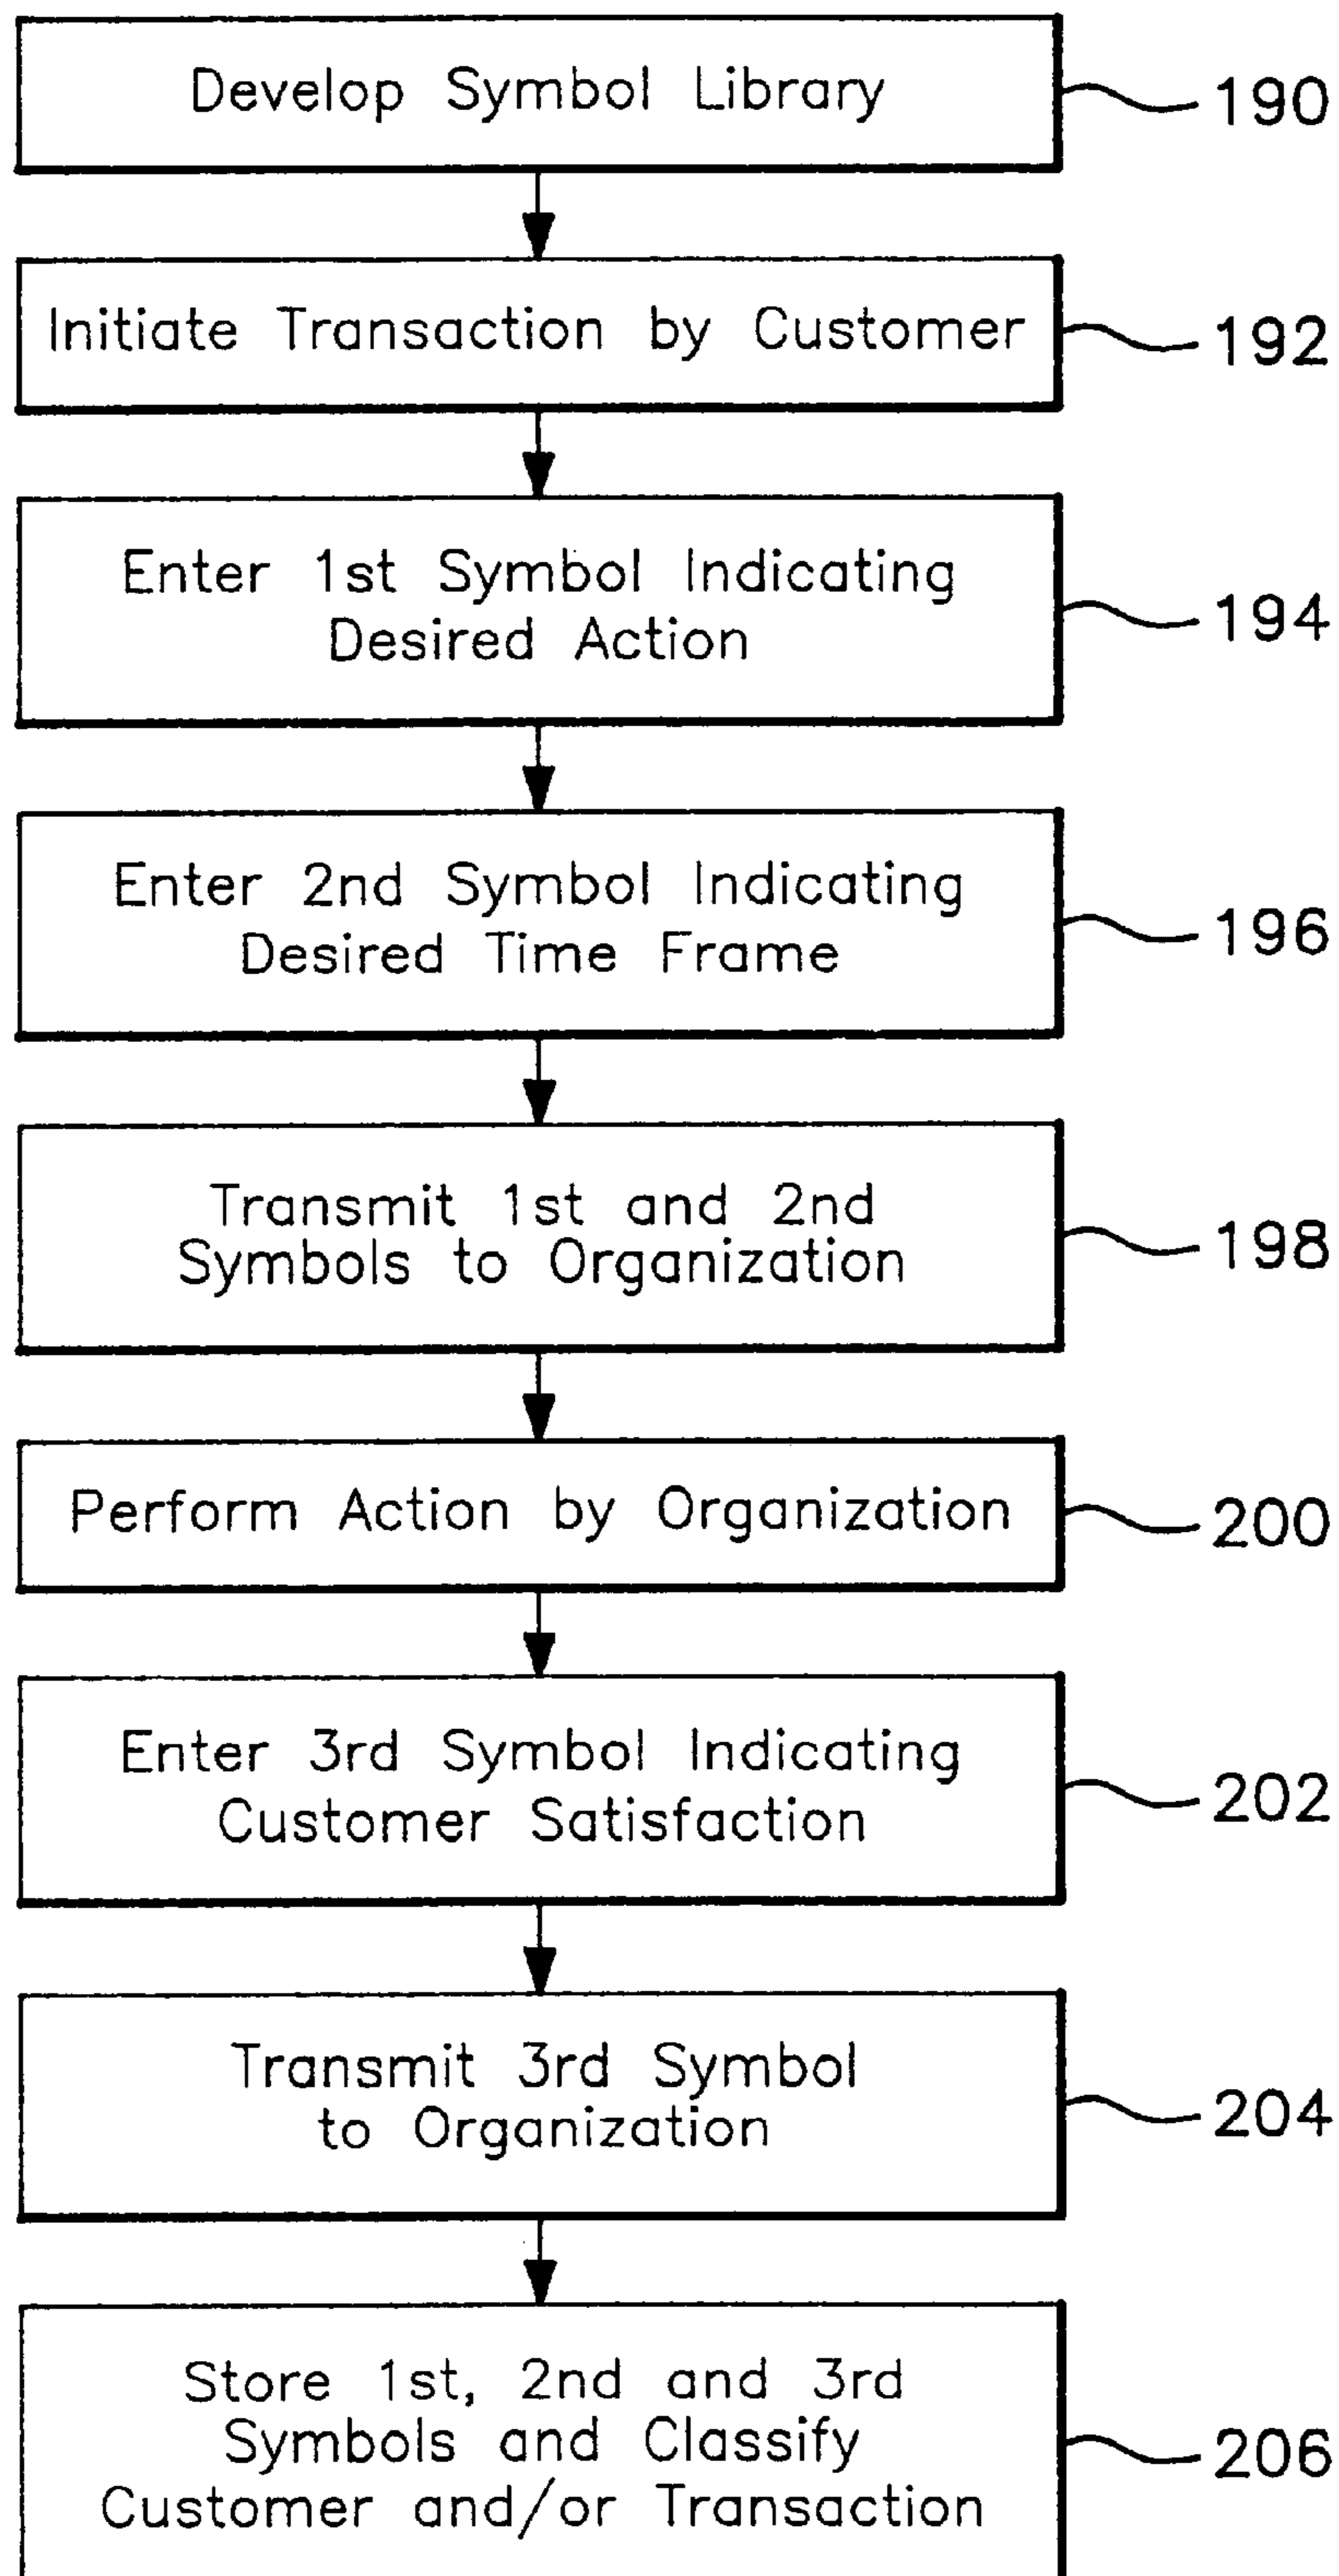 Develop Symbol Library
190
Initiate Transaction by Customer
192
Enter 1st Symbol Indicating
Desired Action
194
Enter 2nd Symbol Indicating
Desired Time Frame
196
Transmit 1st and 2nd
Symbols to Organization
198
Perform Action by Organization
200
Enter 3rd Symbol Indicating
Customer Satisfaction
202
Transmit 3rd Symbol
to Organization
204
Store 1st, 2nd and 3rd
Symbols and Classify
Customer and/or Transaction
206